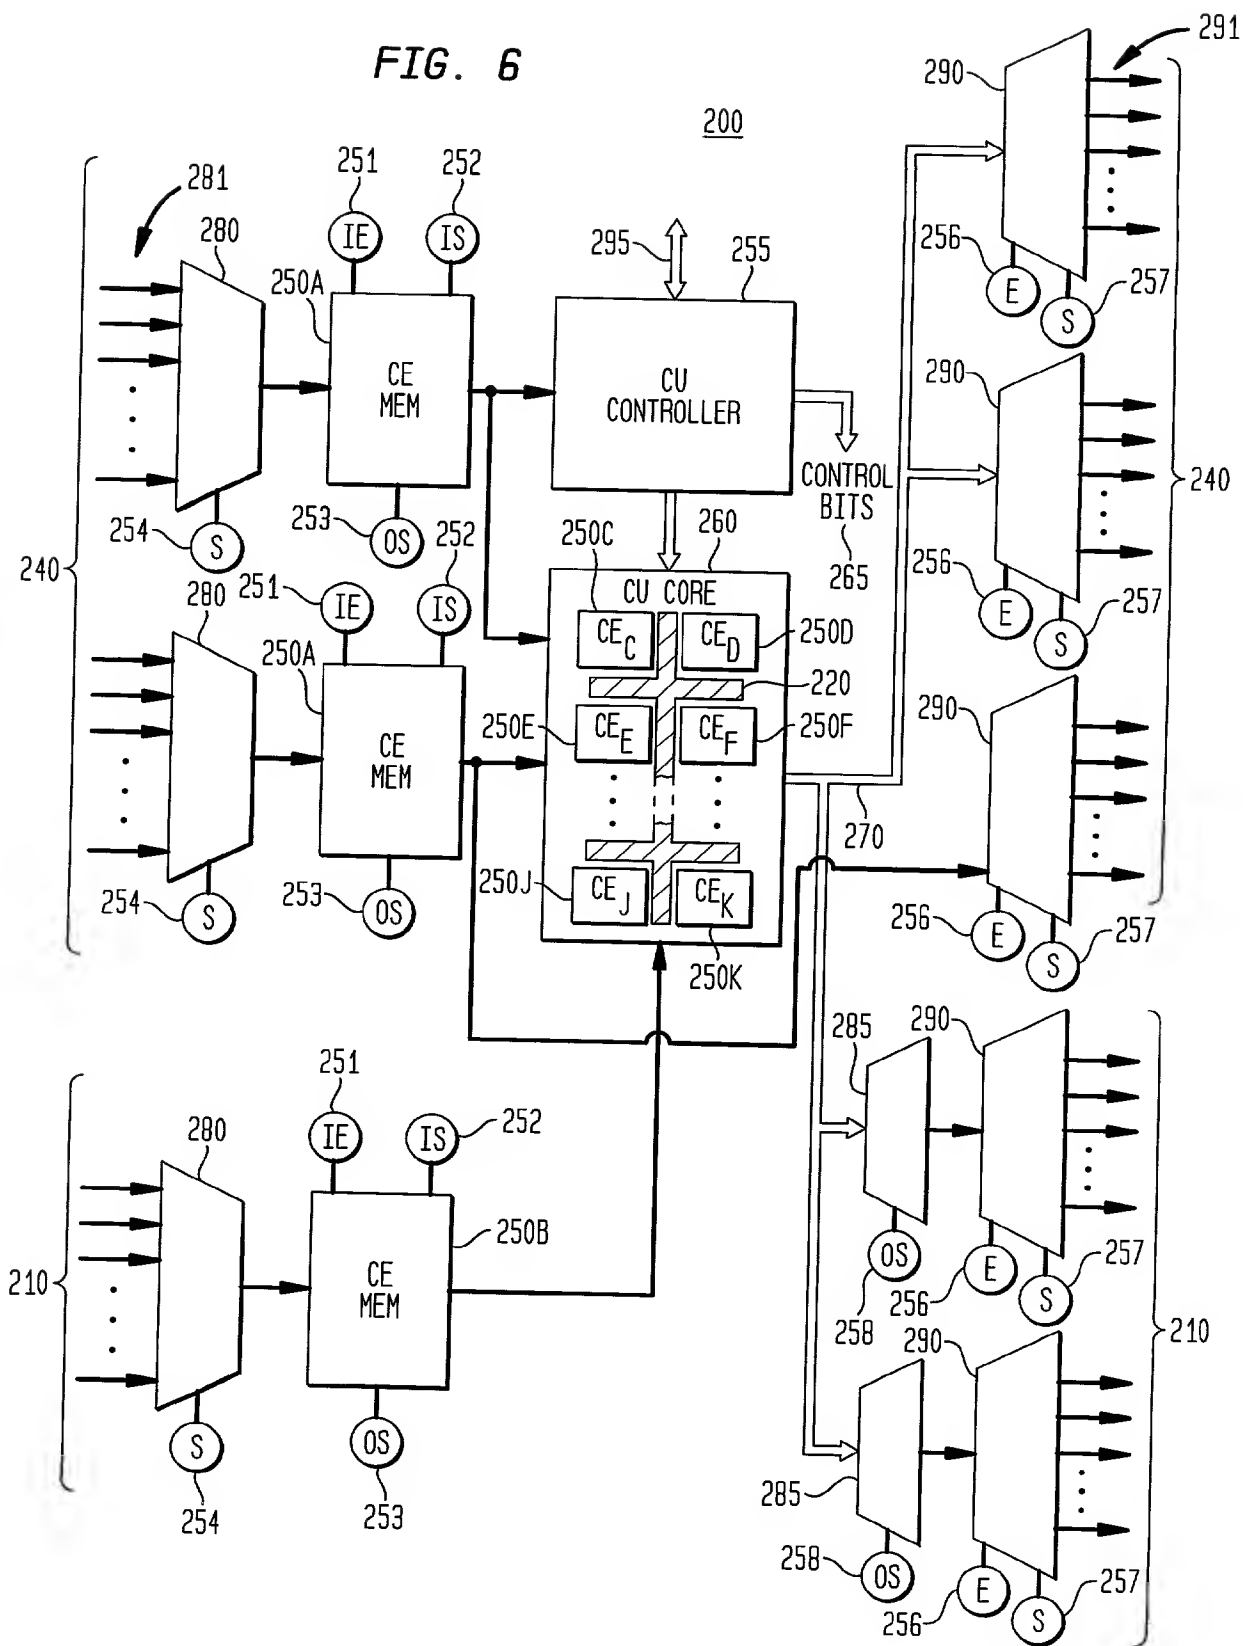 FIG. 6
200
291
290
240
281
280
250A
251
IE
252
IS
CE
MEM
253
OS
254
S
295
255
CU
CONTROLLER
CONTROL
BITS
265
256
E
257
S
290
240
256
E
257
S
240
280
250A
251
IE
252
IS
CE
MEM
253
OS
254
S
250C
260
CU CORE
CE C
CE D
250D
220
250E
CE E
CE F
250F
250J
CE J
CE K
250K
270
290
256
E
257
S
210
280
251
IE
252
IS
250B
CE
MEM
254
S
253
OS
285
290
258
OS
256
E
257
S
210
285
290
258
OS
256
E
257
S